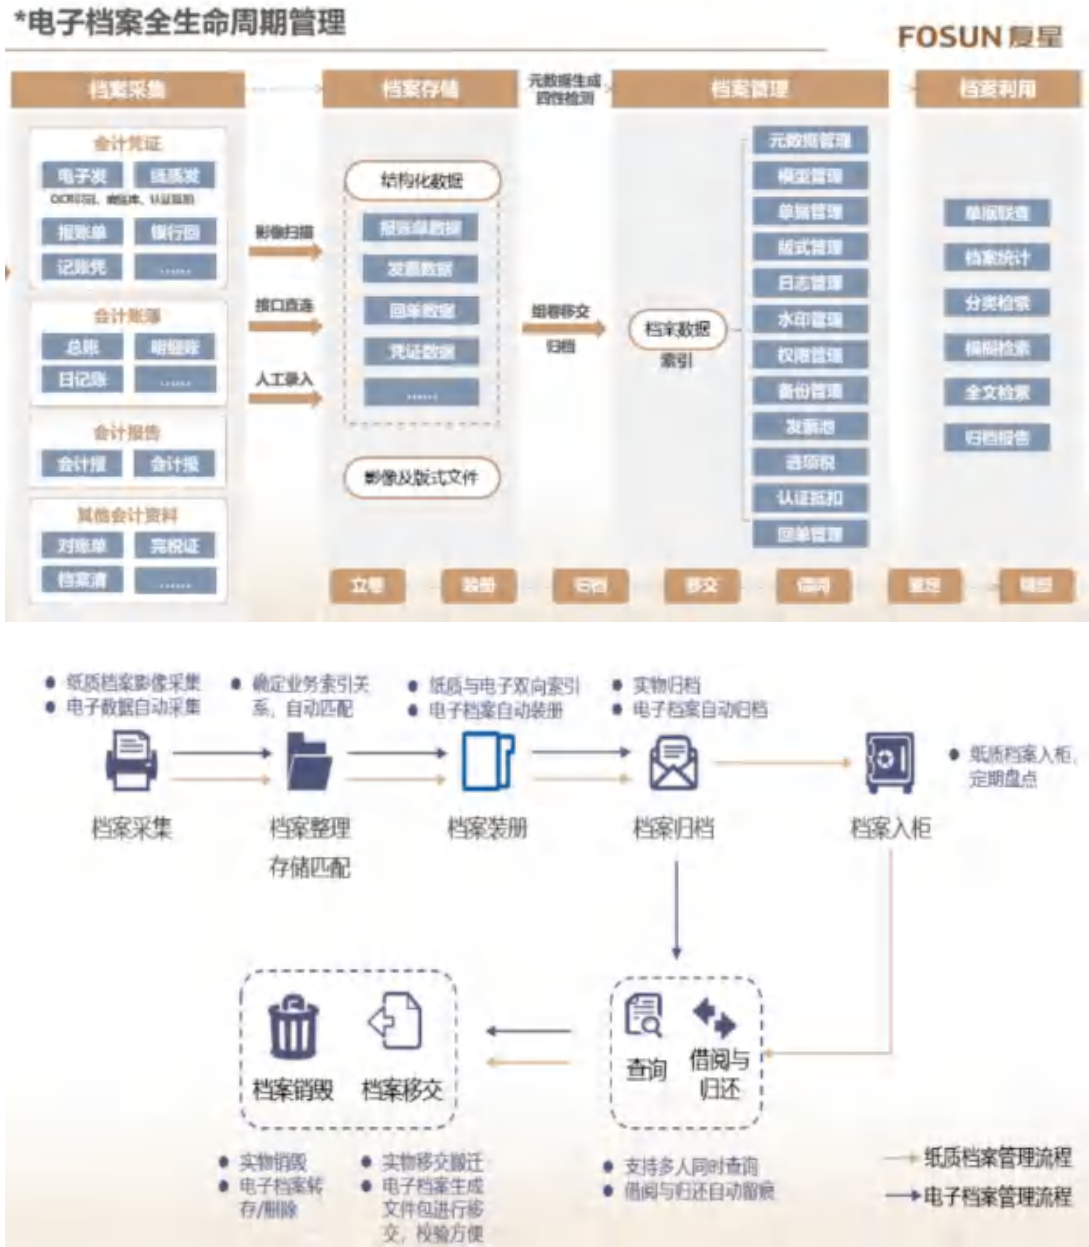 *电子档案全生命周期管理
FOSUN 复星
档案采集
档案存储
元数据生成
四性检测
档案管理
档案利用
会计凭证
电子发
纸质发
报账单
银行回
记账凭
……
会计账簿
总账
明细账
日记账
……
会计报告
会计报
会计报
其他会计资料
对账单
完税证
档案清
……
影像扫描
接口直连
人工录入
结构化数据
报账单数据
发票数据
回单数据
凭证数据
……
影像及版式文件
组卷移交
归档
档案数据
索引
元数据管理
模型管理
单据管理
版式管理
日志管理
水印管理
权限管理
备份管理
发票池
进项税
认证抵扣
回单管理
单据联查
档案统计
分类检索
模糊检索
全文检索
归档报告
立卷
装册
归档
移交
借阅
鉴定
销毁
纸质档案影像采集
电子数据自动采集
确定业务索引关
系，自动匹配
纸质与电子双向索引
电子档案自动装册
实物归档
电子档案自动归档
纸质档案入柜，
定期盘点
档案采集
档案整理
存储匹配
档案装册
档案归档
档案入柜
档案销毁
档案移交
查询
借阅与
归还
实物销毁
电子档案转
存/删除
实物移交搬迁
电子档案生成
文件包进行移
交，校验方便
支持多人同时查询
借阅与归还自动留痕
纸质档案管理流程
电子档案管理流程